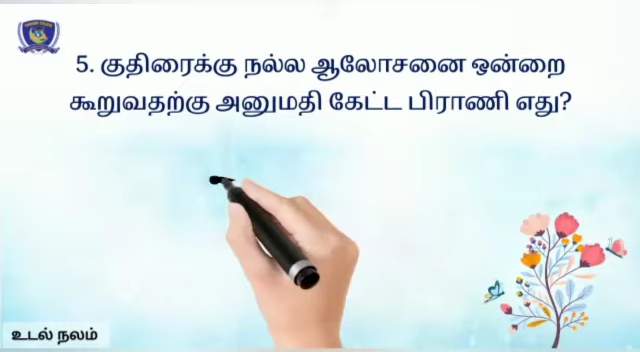 5. குதிரைக்கு நல்ல ஆலோசனை ஒன்றை
கூறுவதற்கு அனுமதி கேட்ட பிராணி எது?
உடல் நலம்